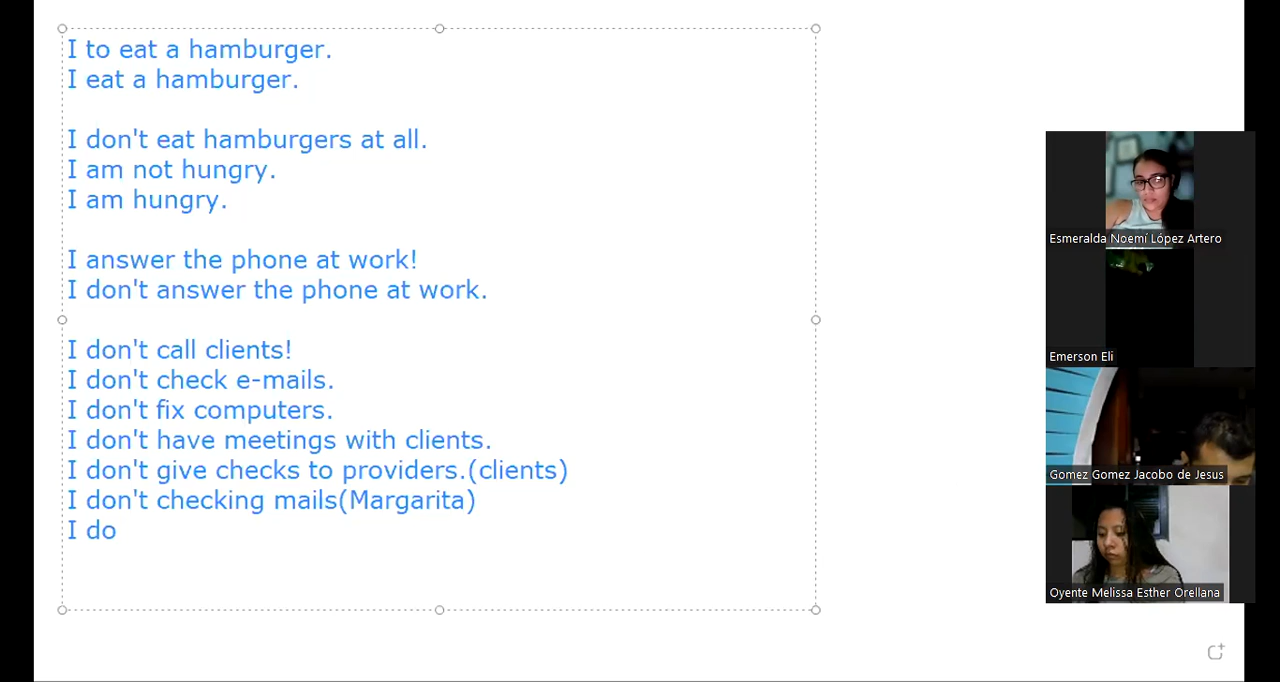 I to eat a hamburger.
I eat a hamburger.
I don't eat hamburgers at all.
I am not hungry.
I am hungry.
I answer the phone at work!
I don't answer the phone at work.
I don't call clients!
I don't check e-mails.
I don't fix computers.
I don't have meetings with clients.
I don't give checks to providers.(clients)
I don't checking mails(Margarita)
I do
Esmeralda Noemí López Artero
Emerson Eli
Gomez Gomez Jacobo de Jesus
Oyente Melissa Esther Orellana